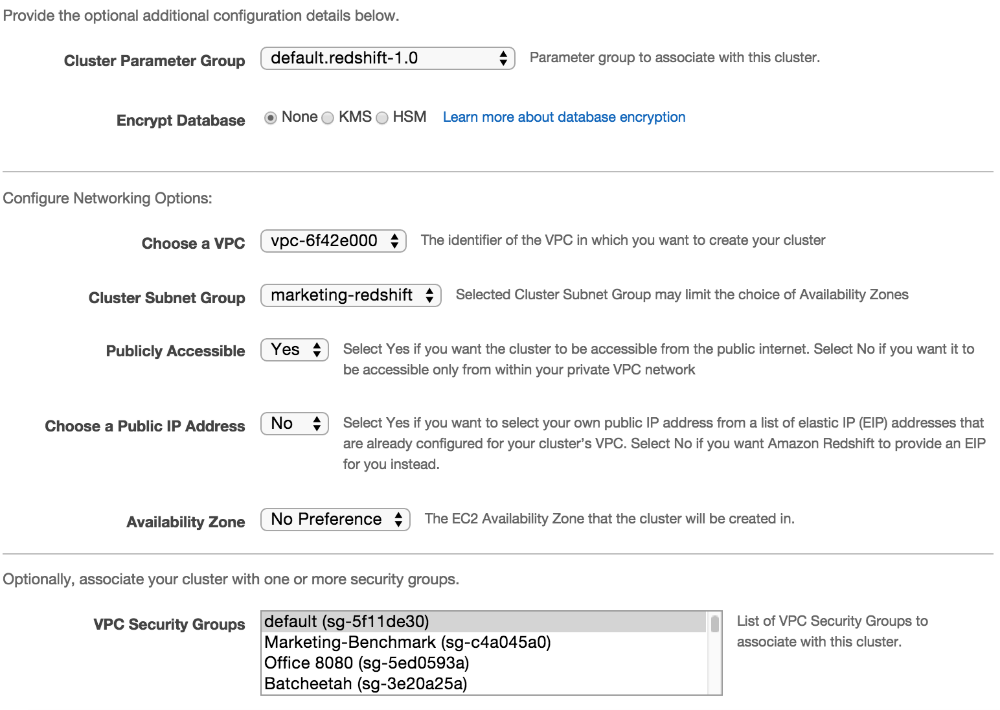 Provide the optional additional configuration details below.
Cluster Parameter Group default.redshift-1.0 Parameter group to associate with this cluster.
Encrypt Database None KMS HSM Learn more about database encryption
Configure Networking Options:
Choose a VPC vpc-6f42e000 The identifier of the VPC in which you want to create your cluster
Cluster Subnet Group marketing-redshift Selected Cluster Subnet Group may limit the choice of Availability Zones
Publicly Accessible Yes Select Yes if you want the cluster to be accessible from the public internet. Select No if you want it to
be accessible only from within your private VPC network
Choose a Public IP Address No Select Yes if you want to select your own public IP address from a list of elastic IP (EIP) addresses that
are already configured for your cluster's VPC. Select No if you want Amazon Redshift to provide an EIP
for you instead.
Availability Zone No Preference The EC2 Availability Zone that the cluster will be created in.
Optionally, associate your cluster with one or more security groups.
VPC Security Groups default (sg-5f11de30) List of VPC Security Groups to
Marketing-Benchmark (sg-c4a045a0) associate with this cluster.
Office 8080 (sg-5ed0593a)
Batcheetah (sg-3e20a25a)